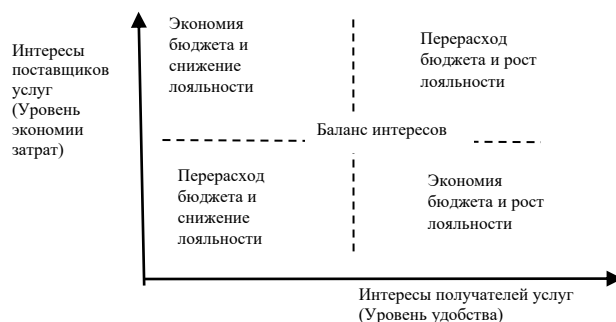 Интересы
поставщиков
услуг
(Уровень
экономии
затрат)
Экономия
бюджета и
снижение
лояльности
Перерасход
бюджета и рост
лояльности
Баланс интересов
Перерасход
бюджета и
снижение
лояльности
Экономия
бюджета и рост
лояльности
Интересы получателей услуг
(Уровень удобства)